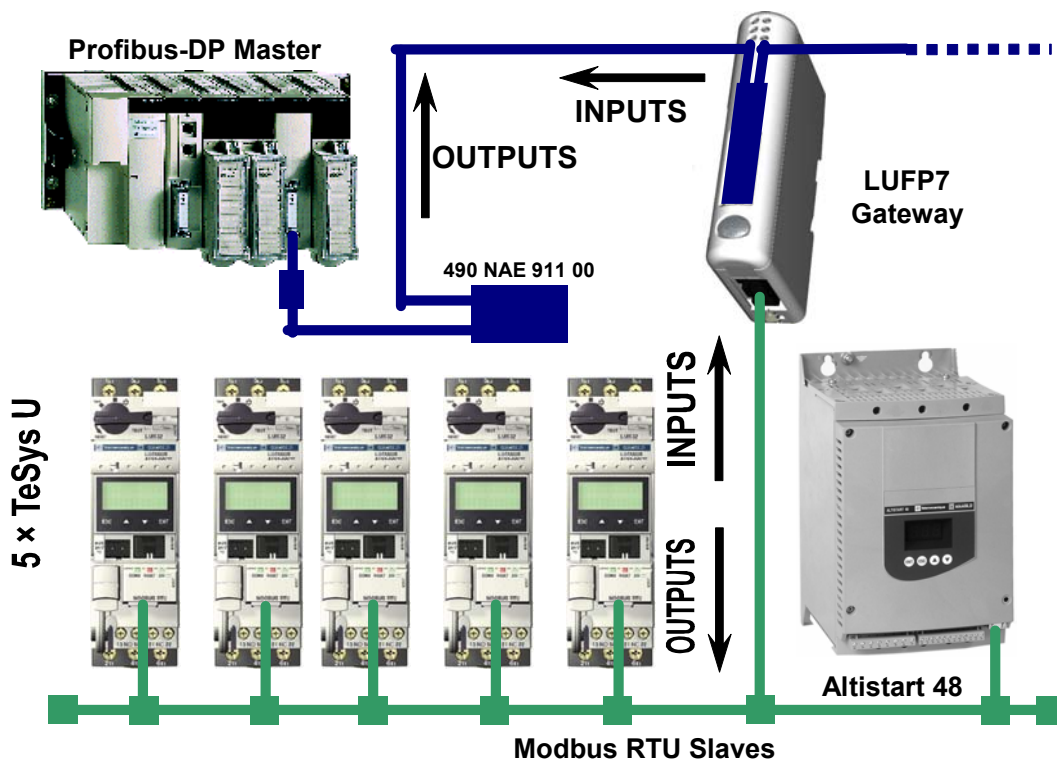 Profibus-DP Master
INPUTS
OUTPUTS
LUFP7
Gateway
490 NAE 911 00
5 × TeSys U
INPUTS
OUTPUTS
Altistart 48
Modbus RTU Slaves